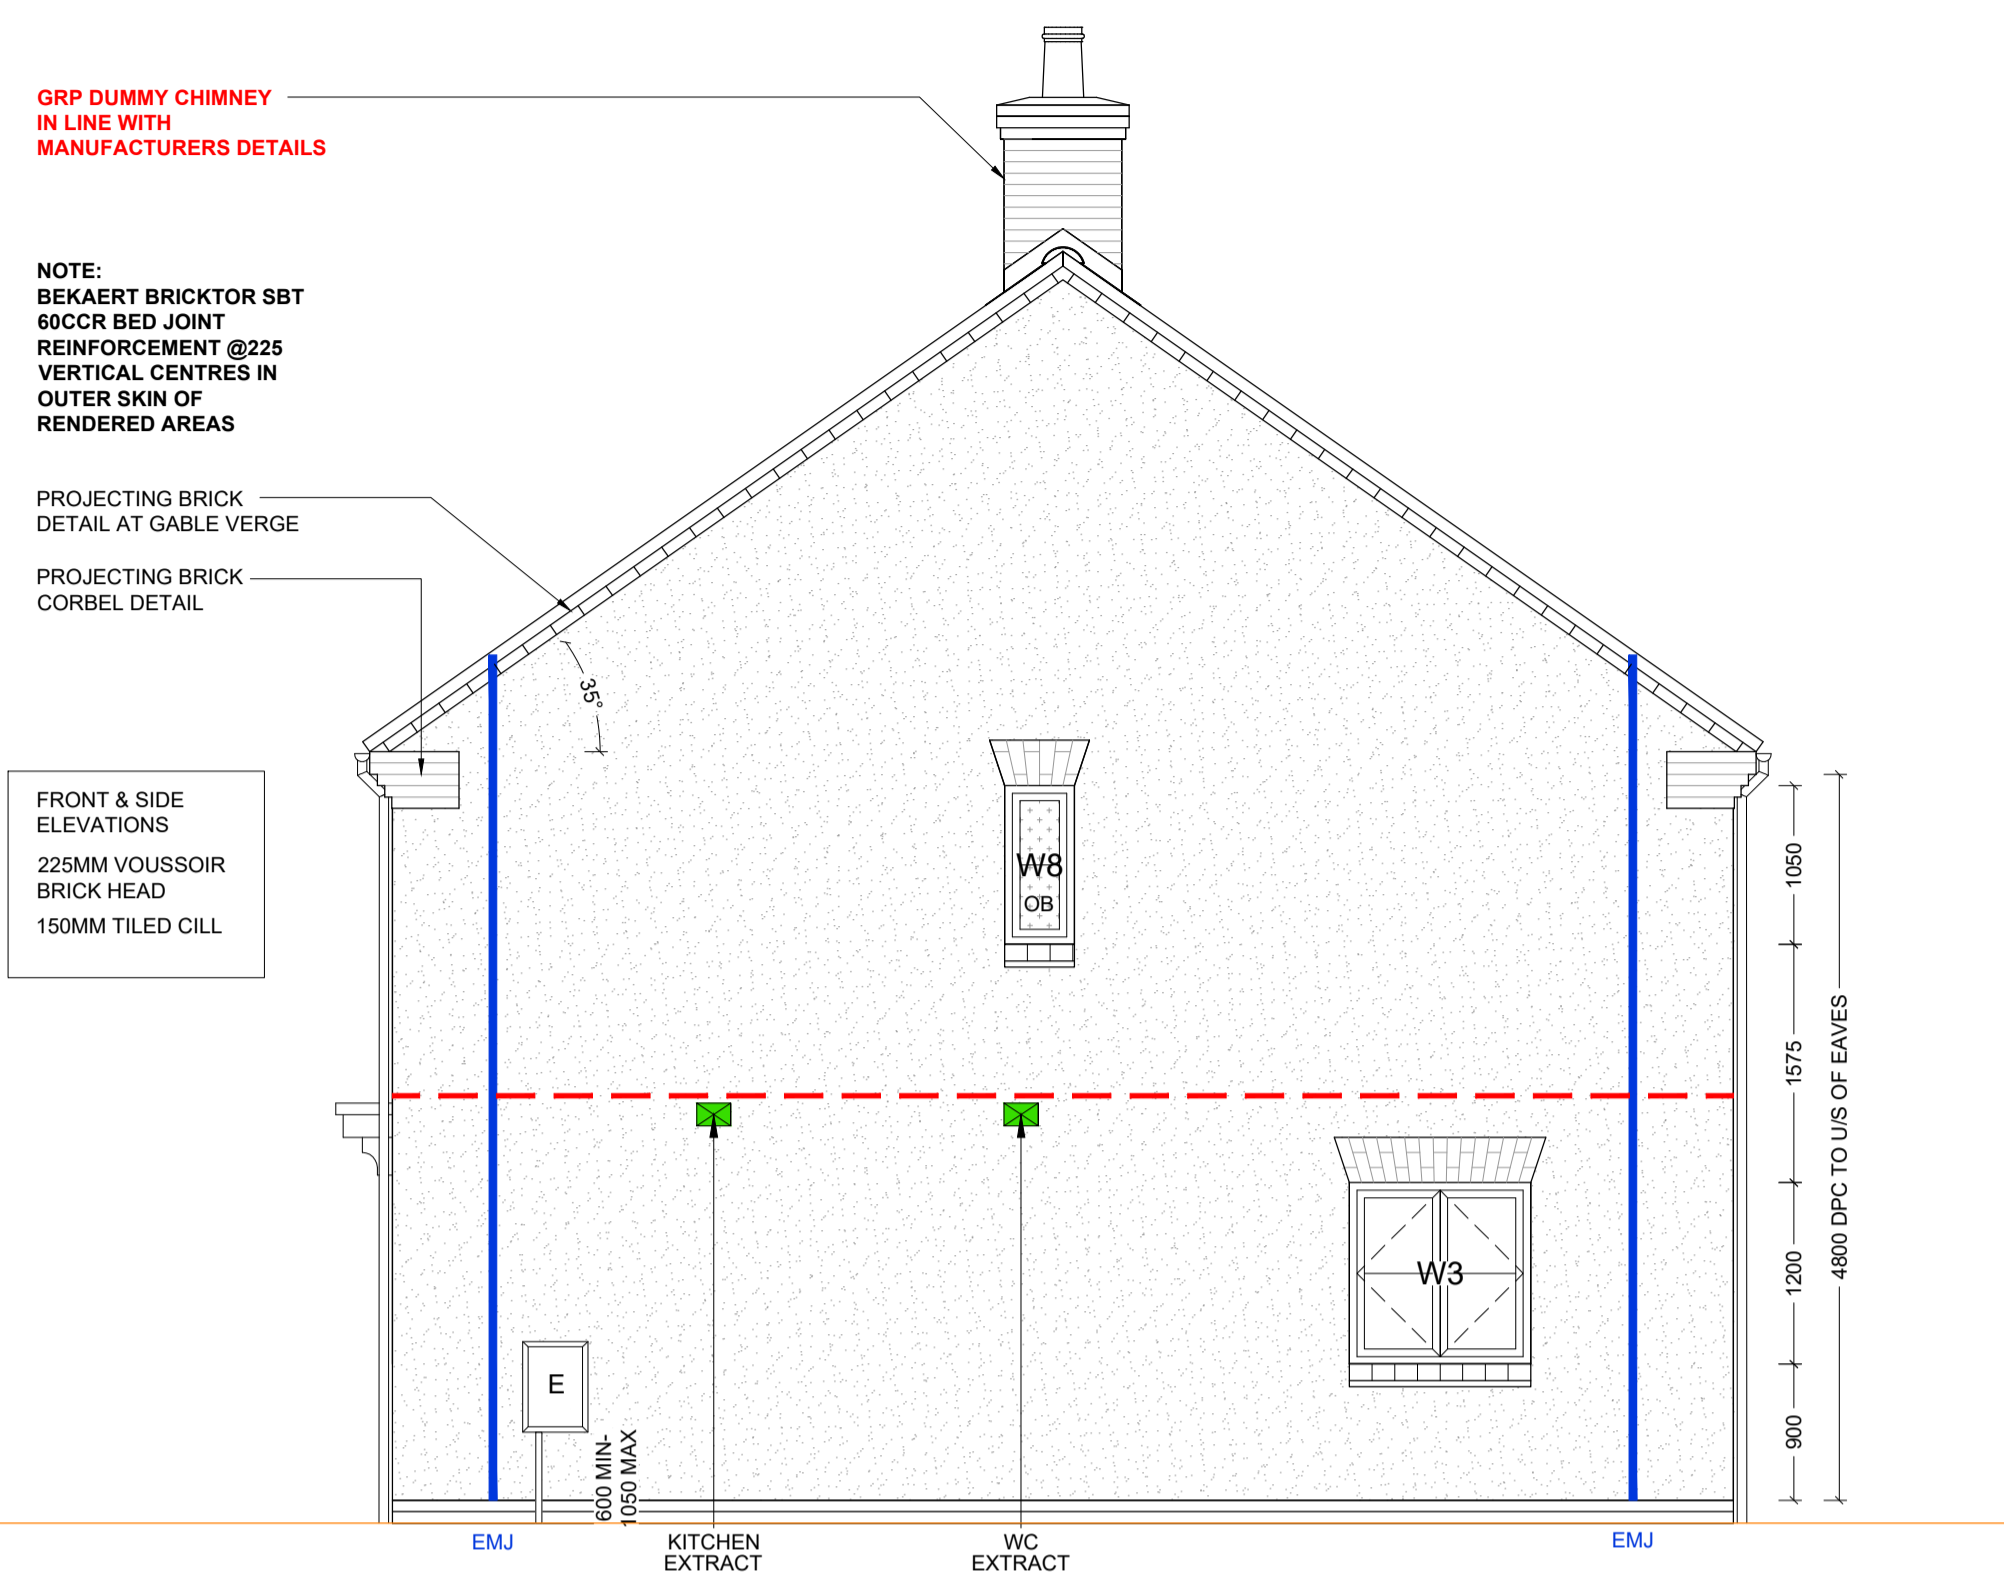 GRP DUMMY CHIMNEY
IN LINE WITH
MANUFACTURERS DETAILS
NOTE:
BEKAERT BRICKTOR SBT
60CCR BED JOINT
REINFORCEMENT @225
VERTICAL CENTRES IN
OUTER SKIN OF
RENDERED AREAS
PROJECTING BRICK
DETAIL AT GABLE VERGE
PROJECTING BRICK
CORBEL DETAIL
35°
FRONT & SIDE
ELEVATIONS
225MM VOUSSOIR
BRICK HEAD
150MM TILED CILL
W8
OB
W3
E
600 MIN-
1050 MAX
1050
1575
1200
900
4800 DPC TO U/S OF EAVES
EMJ
KITCHEN
EXTRACT
WC
EXTRACT
EMJ